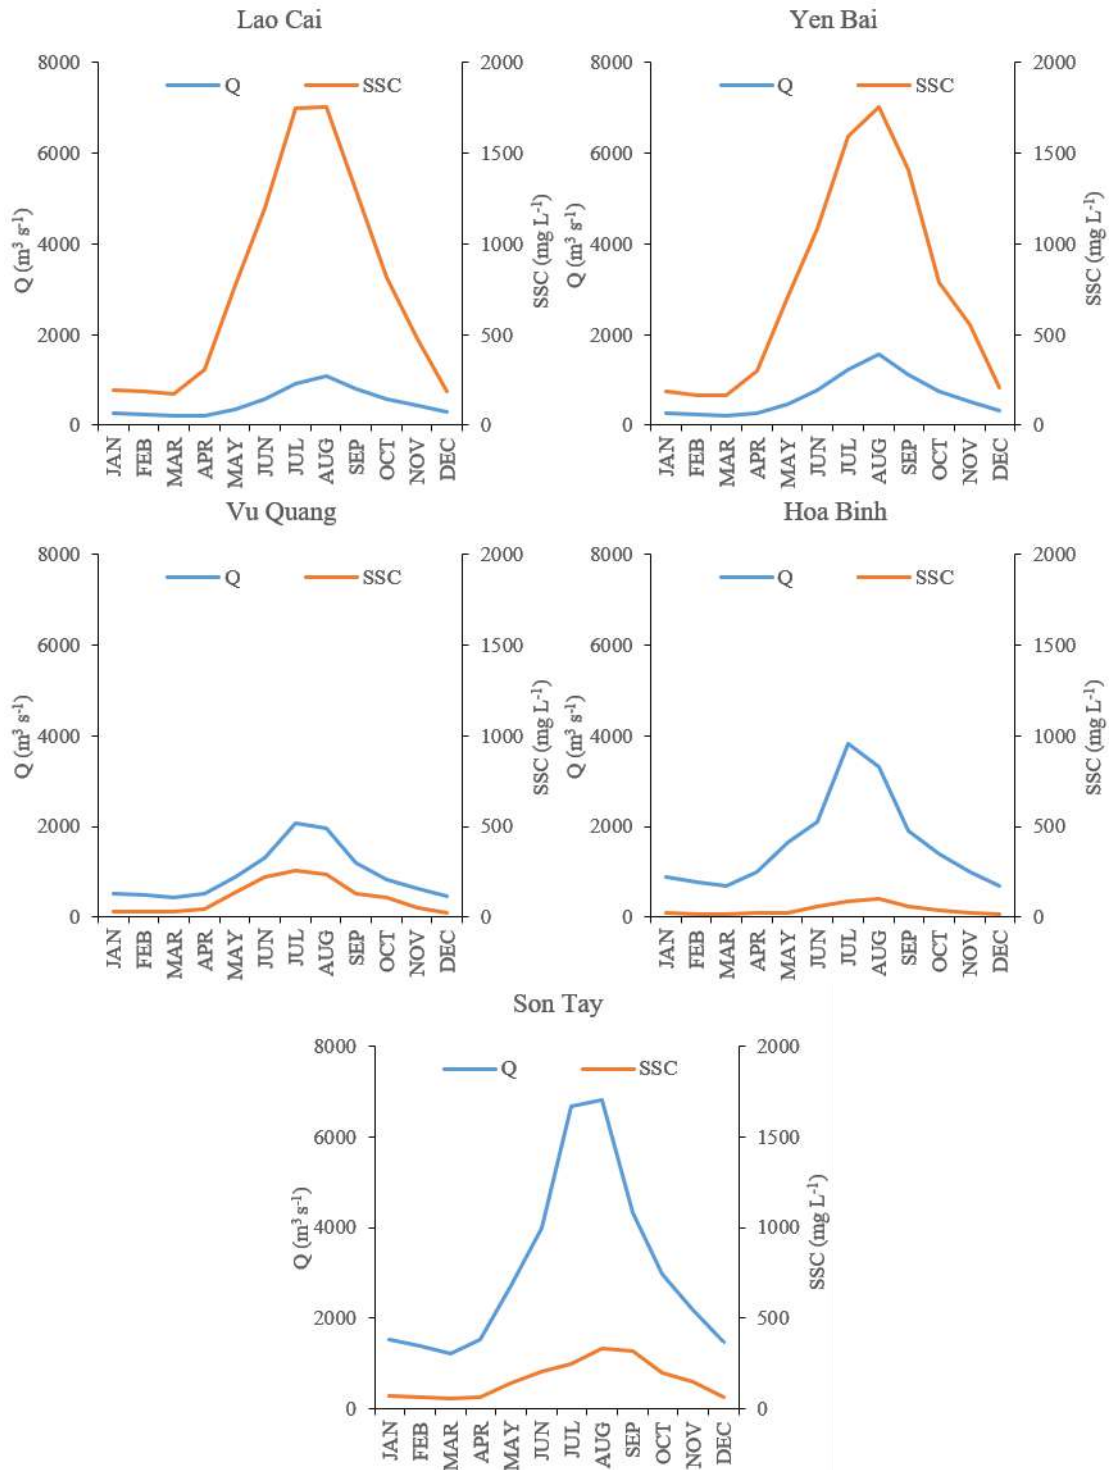 Lao Cai
Q SSC
8000
6000
4000
2000
0
Q (m³ s⁻¹)
2000
1500
1000
500
0
SSC (mg L⁻¹)
JAN FEB MAR APR MAY JUN JUL AUG SEP OCT NOV DEC
Yen Bai
Q SSC
8000
6000
4000
2000
0
Q (m³ s⁻¹)
2000
1500
1000
500
0
SSC (mg L⁻¹)
JAN FEB MAR APR MAY JUN JUL AUG SEP OCT NOV DEC
Vu Quang
Q SSC
8000
6000
4000
2000
0
Q (m³ s⁻¹)
2000
1500
1000
500
0
SSC (mg L⁻¹)
JAN FEB MAR APR MAY JUN JUL AUG SEP OCT NOV DEC
Hoa Binh
Q SSC
8000
6000
4000
2000
0
Q (m³ s⁻¹)
2000
1500
1000
500
0
SSC (mg L⁻¹)
JAN FEB MAR APR MAY JUN JUL AUG SEP OCT NOV DEC
Son Tay
Q SSC
8000
6000
4000
2000
0
Q (m³ s⁻¹)
2000
1500
1000
500
0
SSC (mg L⁻¹)
JAN FEB MAR APR MAY JUN JUL AUG SEP OCT NOV DEC